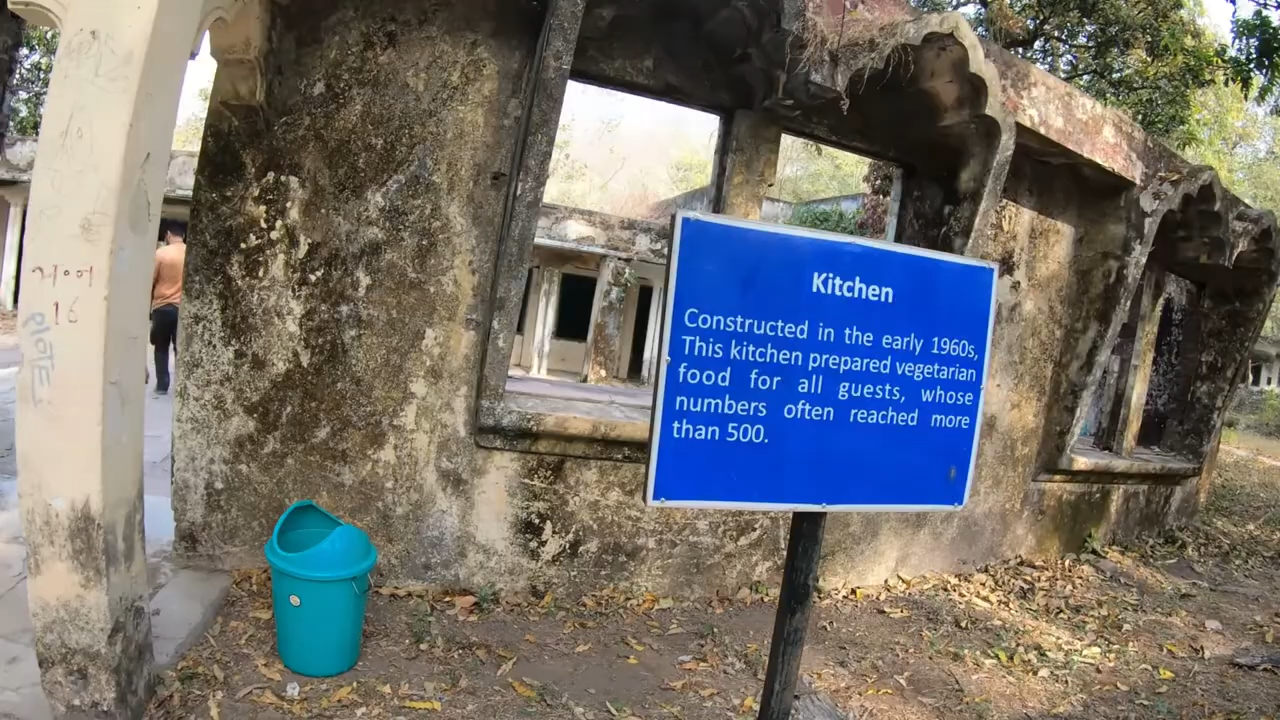 Kitchen
Constructed in the early 1960s,
This kitchen prepared vegetarian
food for all guests, whose
numbers often reached more
than 500.
16